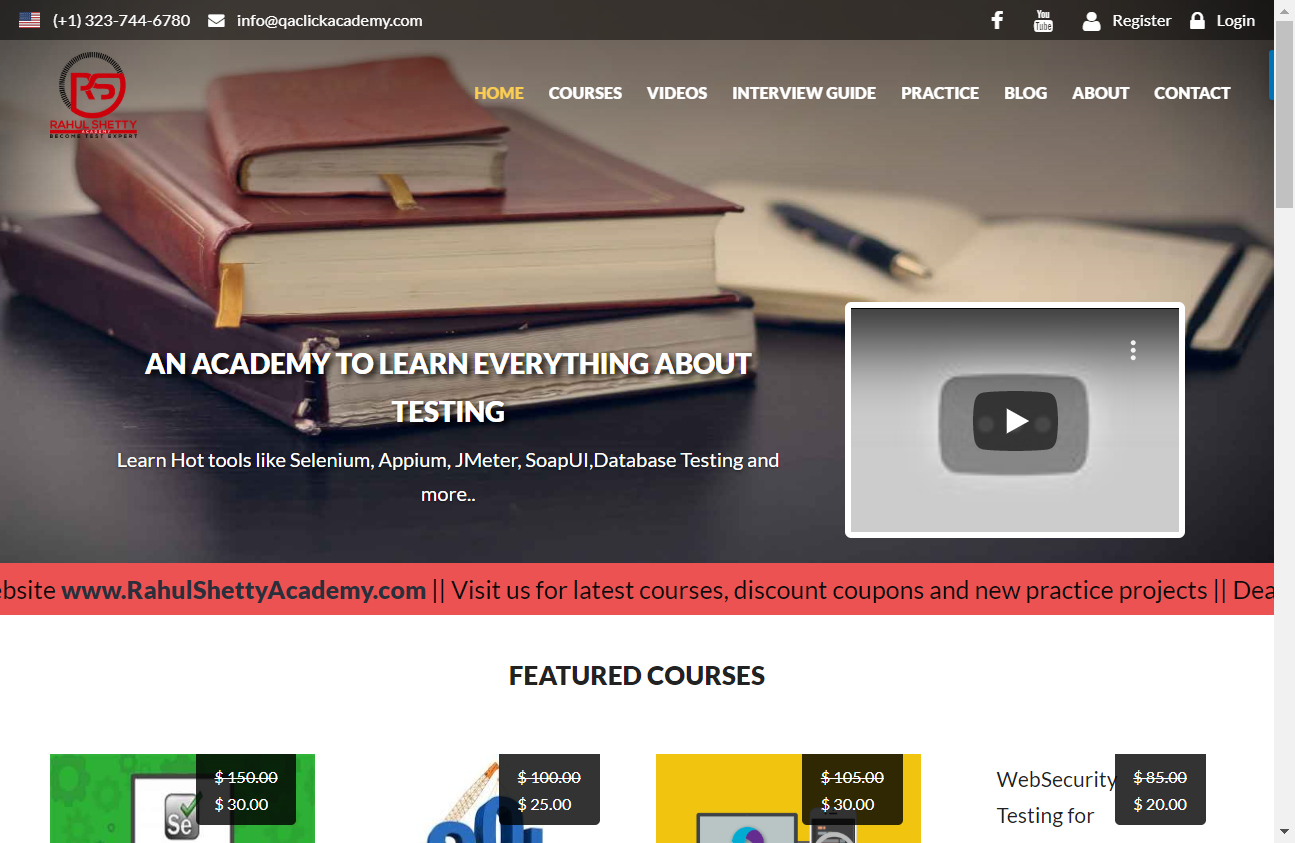 (+1) 323-744-6780 info@qaclickacademy.com
You
Tube
Register Login
RS
RAHUL SHETTY
ACADEMY
BECOME TEST EXPERT
HOME COURSES VIDEOS INTERVIEW GUIDE PRACTICE BLOG ABOUT CONTACT
AN ACADEMY TO LEARN EVERYTHING ABOUT
TESTING
Learn Hot tools like Selenium, Appium, JMeter, SoapUI,Database Testing and
more..
ebsite www.RahulShettyAcademy.com || Visit us for latest courses, discount coupons and new practice projects || Dea
FEATURED COURSES
$ 150.00
$ 30.00
Se
$ 100.00
$ 25.00
$ 105.00
$ 30.00
WebSecurity
Testing for
$ 85.00
$ 20.00